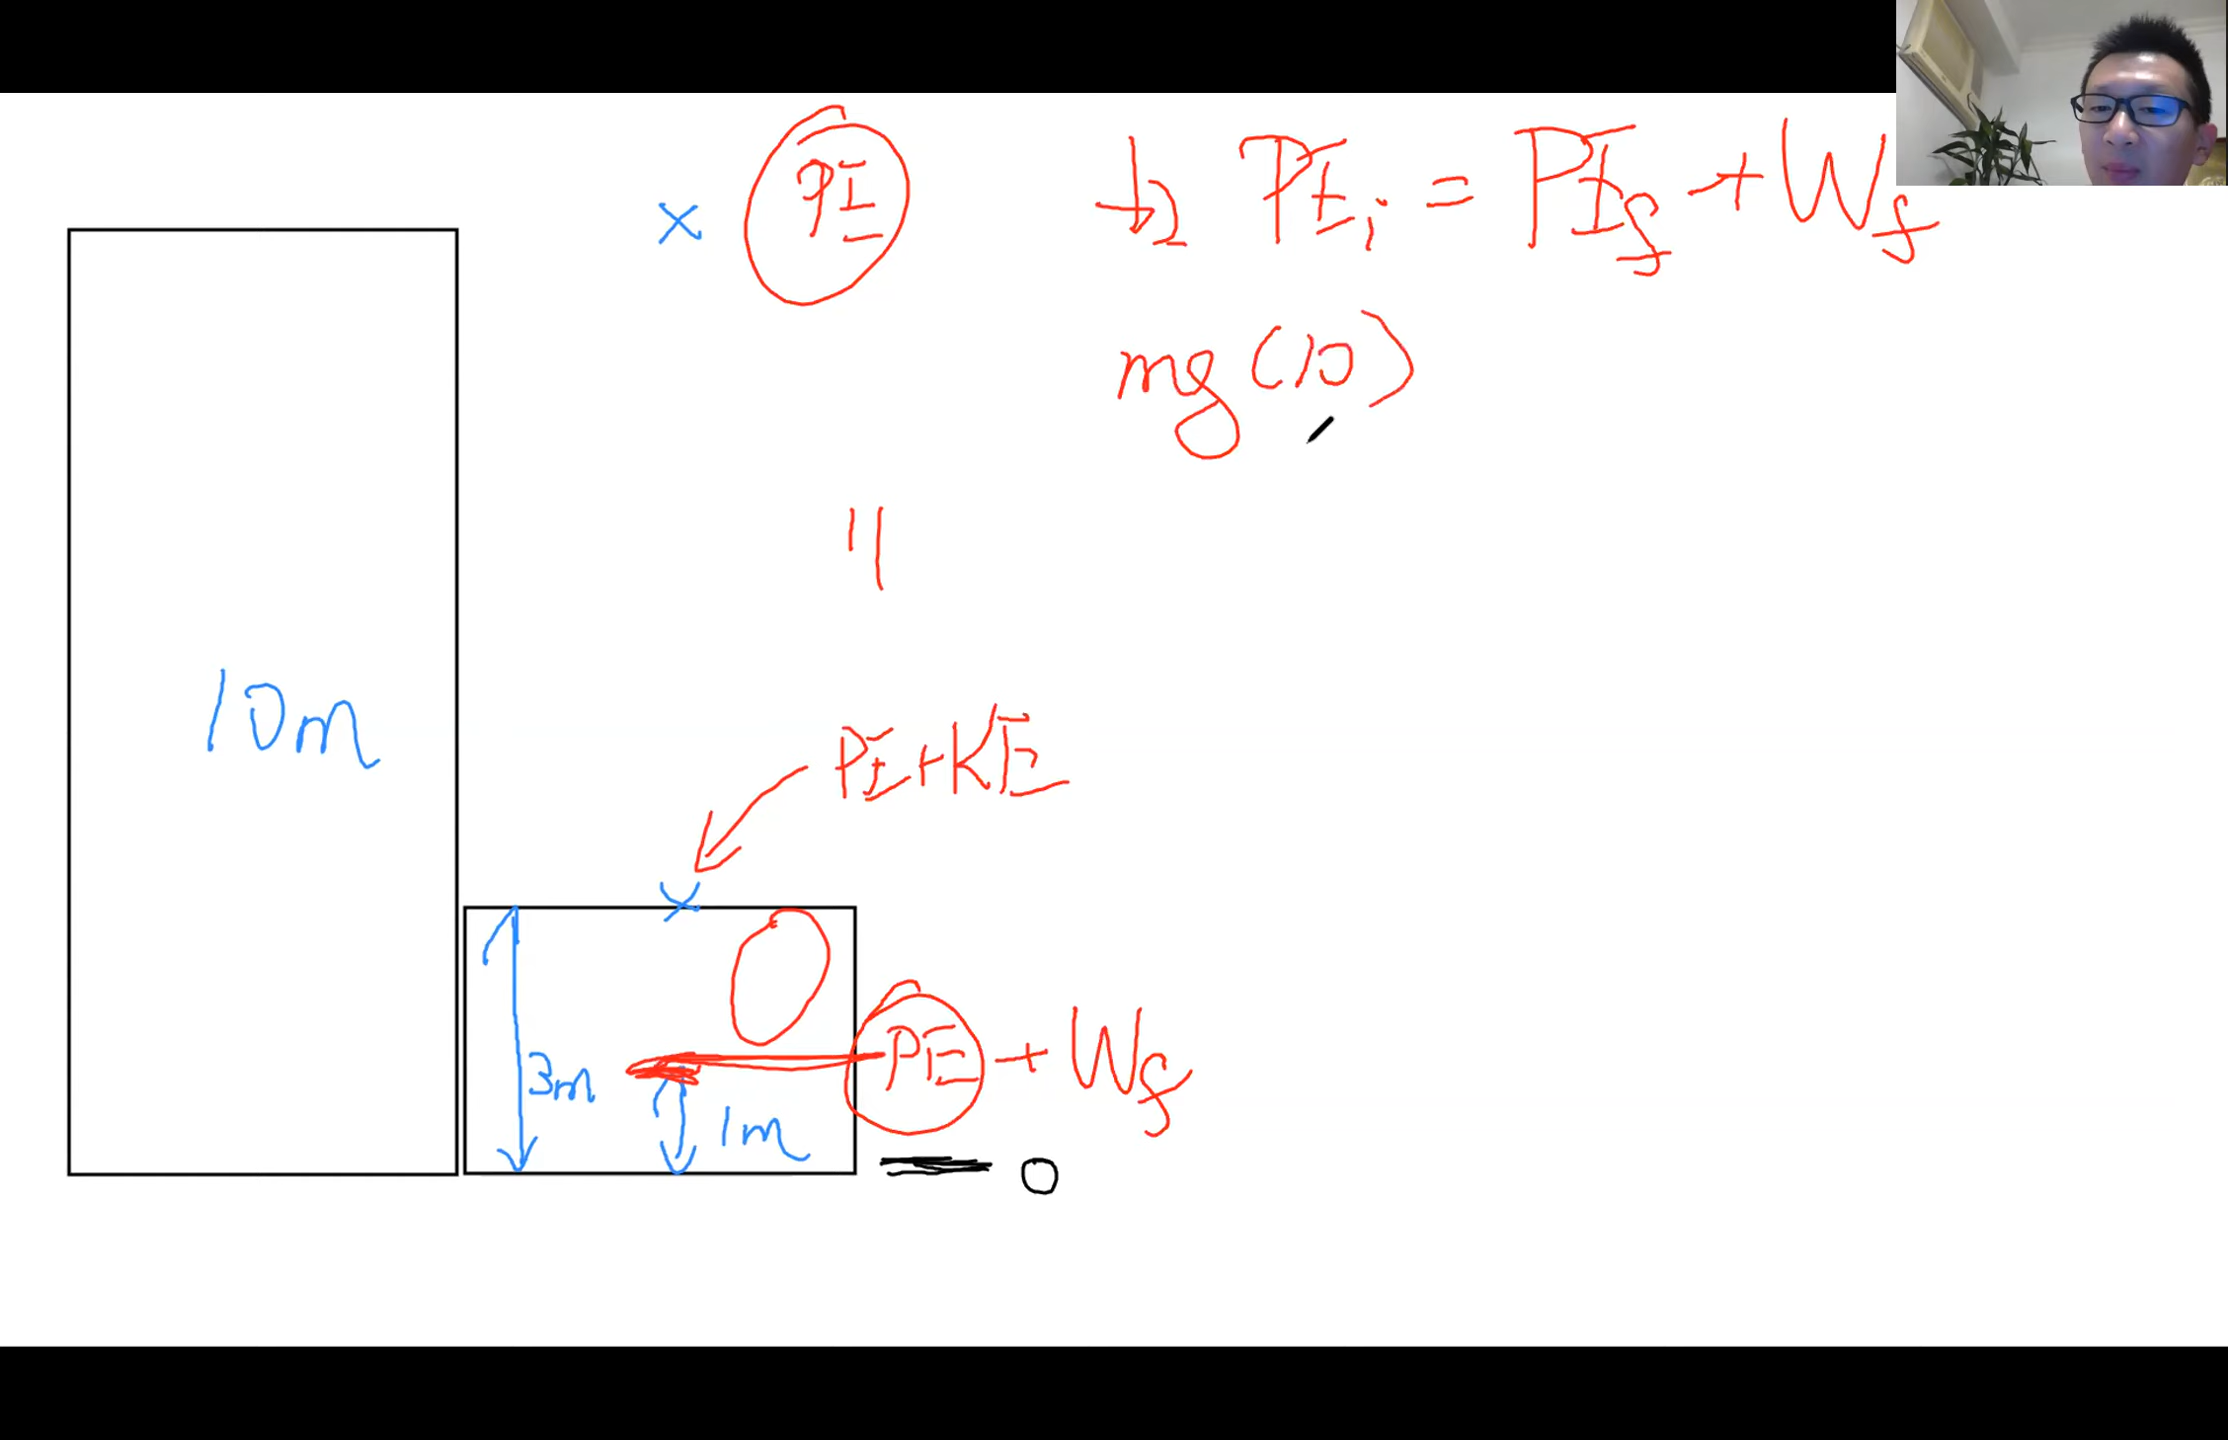 × PE
b) PEi = PEf + Wf
mg(10)
||
10m
PE+KE
×
3m
PE + Wf
1m
0